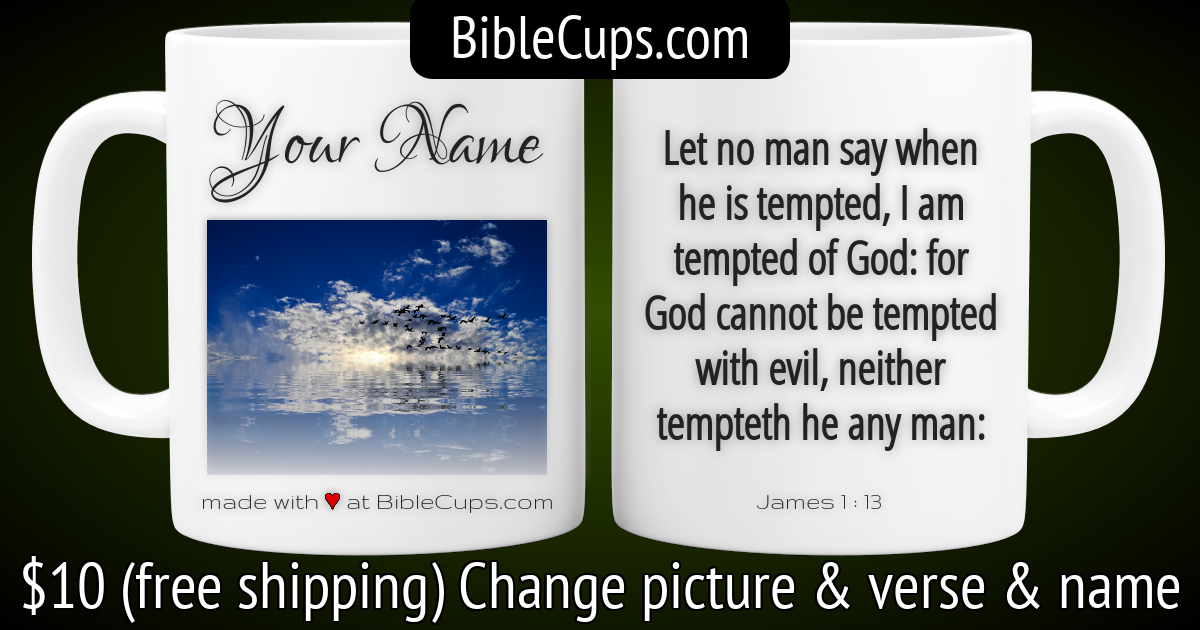 BibleCups.com
Your Name
made with ♥ at BibleCups.com
Let no man say when
he is tempted, I am
tempted of God: for
God cannot be tempted
with evil, neither
tempteth he any man:
James 1 : 13
$10 (free shipping) Change picture & verse & name